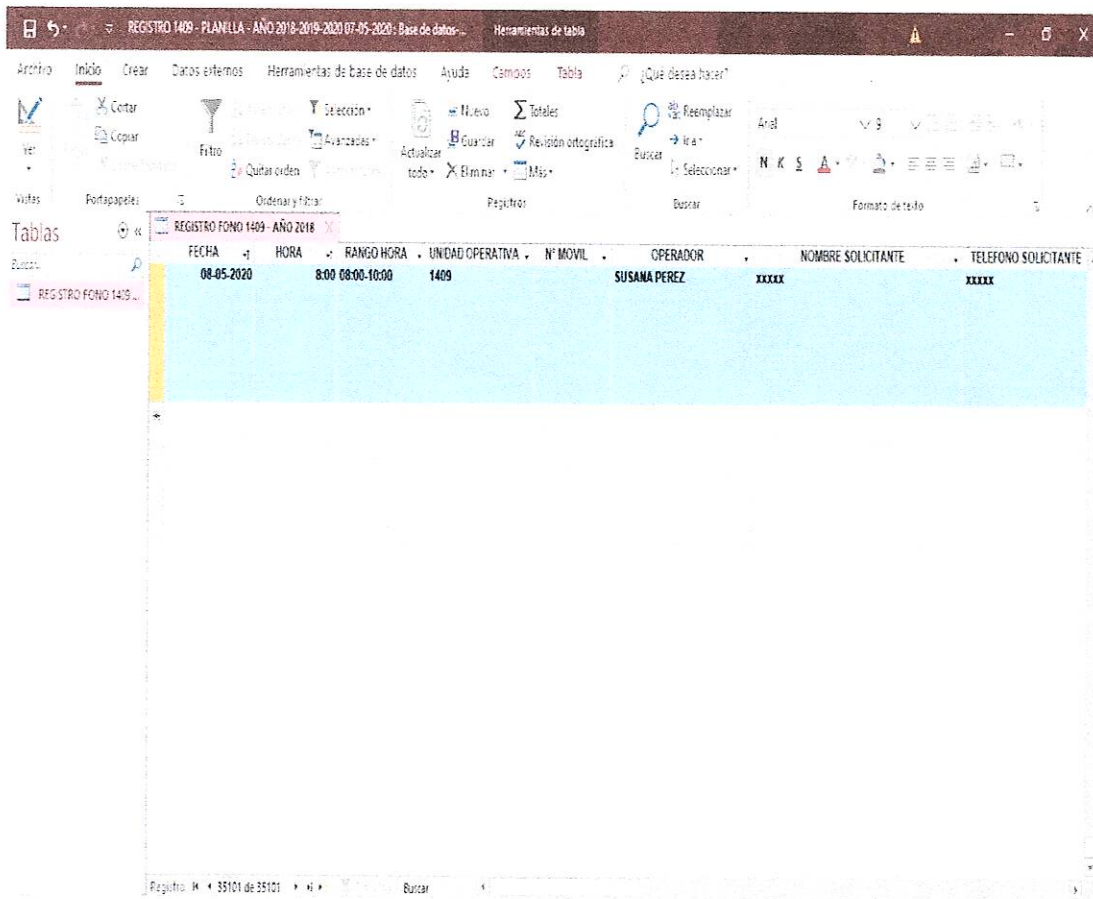 REGISTRO 1409 - PLANILLA - AÑO 2018-2019-2020 07-05-2020 : Base de datos-... Herramientas de tabla
Archivo Inicio Crear Datos externos Herramientas de base de datos Ayuda Campos Tabla ¿Qué desea hacer?
Ver
Vistas
Cortar
Copiar
Portapapeles
Filtro
Quitar orden
Selección
Avanzadas
Ordenar y filtrar
Actualizar todo
Nuevo
Guardar
Eliminar
Totales
Revisión ortográfica
Más
Registros
Buscar
Reemplazar
Ir a
Seleccionar
Buscar
Arial 9
N K S A
Formato de texto
Tablas
Buscar...
REGISTRO FONO 1409 ...
REGISTRO FONO 1409 - AÑO 2018
FECHA HORA RANGO HORA UNIDAD OPERATIVA N° MOVIL OPERADOR NOMBRE SOLICITANTE TELEFONO SOLICITANTE
08-05-2020 8:00 08:00-10:00 1409 SUSANA PEREZ xxxxx xxxxx
Registro 35101 de 35101 Buscar